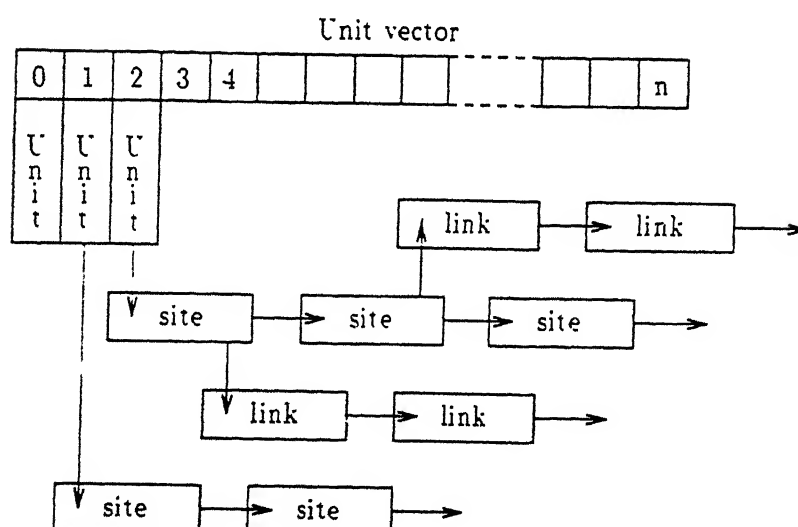 Unit vector
0 1 2 3 4 n
Unit Unit Unit
link link
site site site
link link
site site